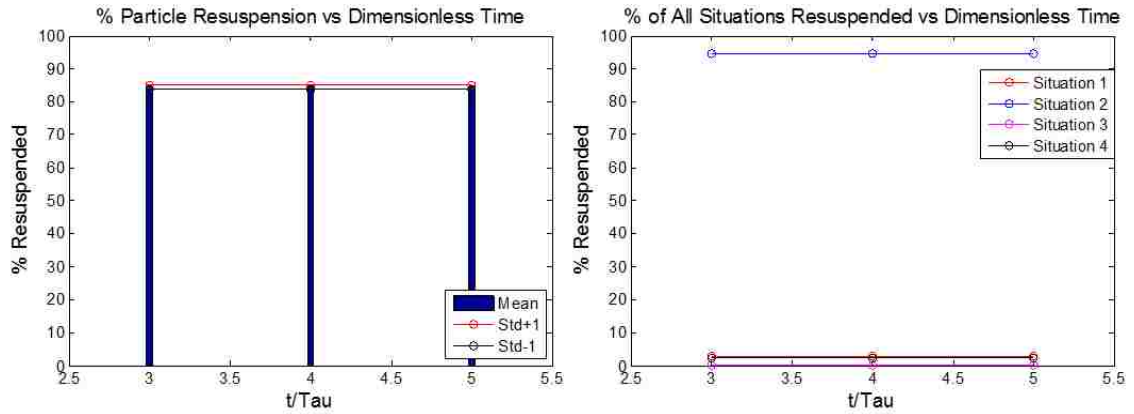 % Particle Resuspension vs Dimensionless Time
% Resuspended
100
90
80
70
60
50
40
30
20
10
0
2.5 3 3.5 4 4.5 5 5.5
t/Tau
Mean
Std+1
Std-1
% of All Situations Resuspended vs Dimensionless Time
% Resuspended
100
90
80
70
60
50
40
30
20
10
0
2.5 3 3.5 4 4.5 5 5.5
t/Tau
Situation 1
Situation 2
Situation 3
Situation 4